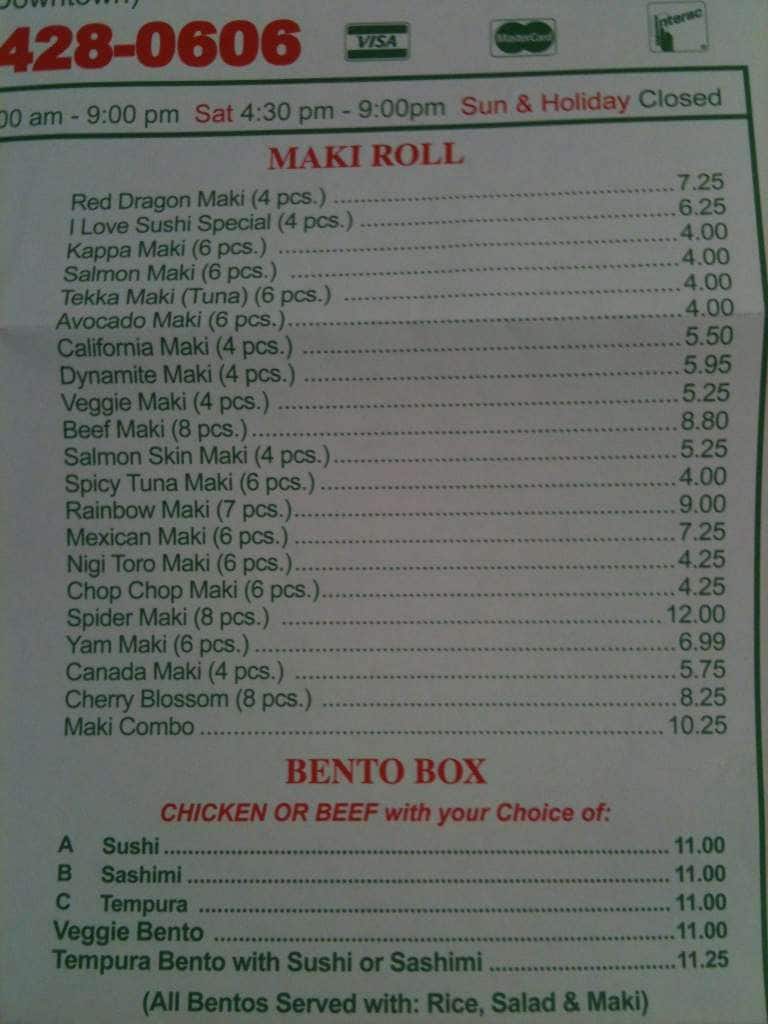 428-0606
VISA
MasterCard
Interac
00 am - 9:00 pm Sat 4:30 pm - 9:00pm Sun & Holiday Closed
MAKI ROLL
Red Dragon Maki (4 pcs.) 7.25
I Love Sushi Special (4 pcs.) 6.25
Kappa Maki (6 pcs.) 4.00
Salmon Maki (6 pcs.) 4.00
Tekka Maki (Tuna) (6 pcs.) 4.00
Avocado Maki (6 pcs.) 4.00
California Maki (4 pcs.) 5.50
Dynamite Maki (4 pcs.) 5.95
Veggie Maki (4 pcs.) 5.25
Beef Maki (8 pcs.) 8.80
Salmon Skin Maki (4 pcs.) 5.25
Spicy Tuna Maki (6 pcs.) 4.00
Rainbow Maki (7 pcs.) 9.00
Mexican Maki (6 pcs.) 7.25
Nigi Toro Maki (6 pcs.) 4.25
Chop Chop Maki (6 pcs.) 4.25
Spider Maki (8 pcs.) 12.00
Yam Maki (6 pcs.) 6.99
Canada Maki (4 pcs.) 5.75
Cherry Blossom (8 pcs.) 8.25
Maki Combo 10.25
BENTO BOX
CHICKEN OR BEEF with your Choice of:
A Sushi 11.00
B Sashimi 11.00
C Tempura 11.00
Veggie Bento 11.00
Tempura Bento with Sushi or Sashimi 11.25
(All Bentos Served with: Rice, Salad & Maki)